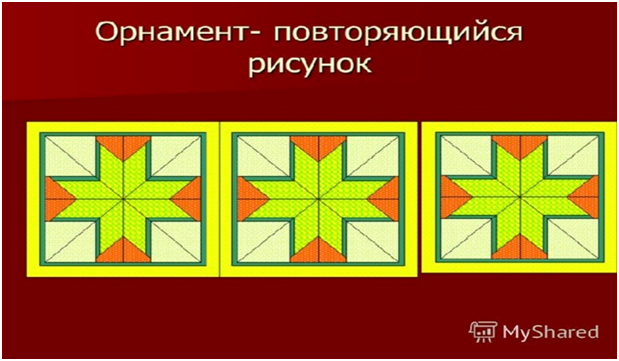 Орнамент- повторяющийся
рисунок
MyShared